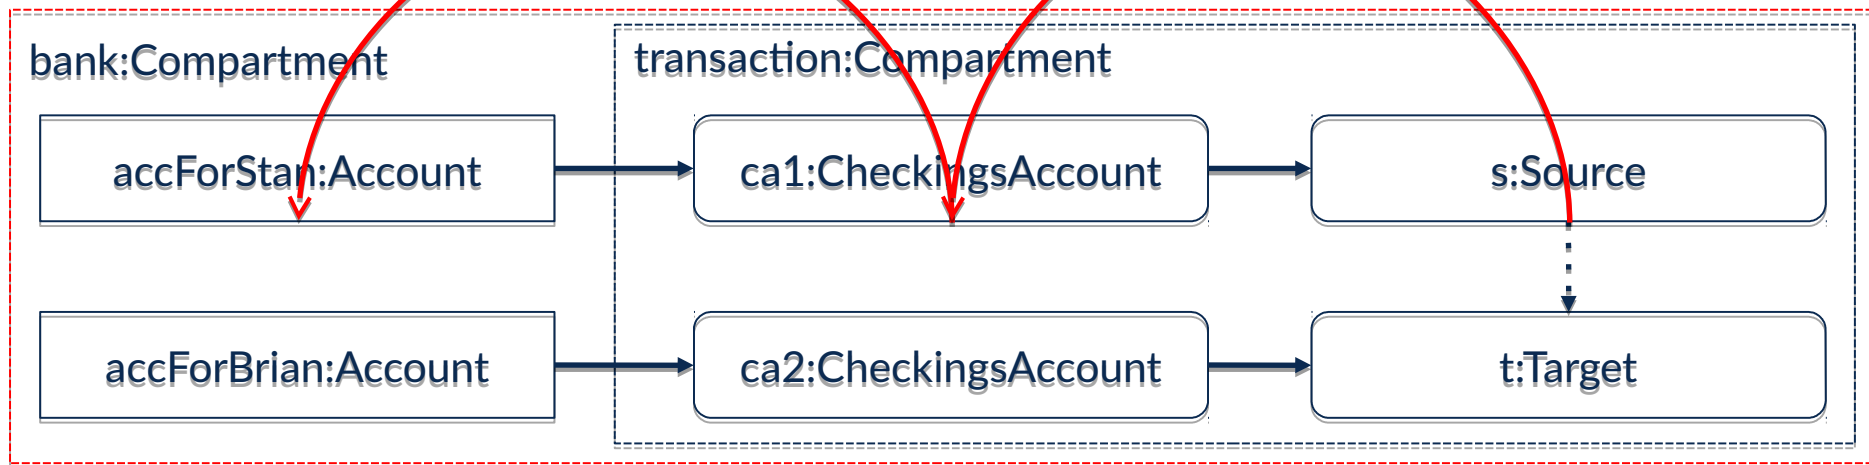 bank:Compartment
transaction:Compartment
accForStan:Account
ca1:CheckingsAccount
s:Source
accForBrian:Account
ca2:CheckingsAccount
t:Target